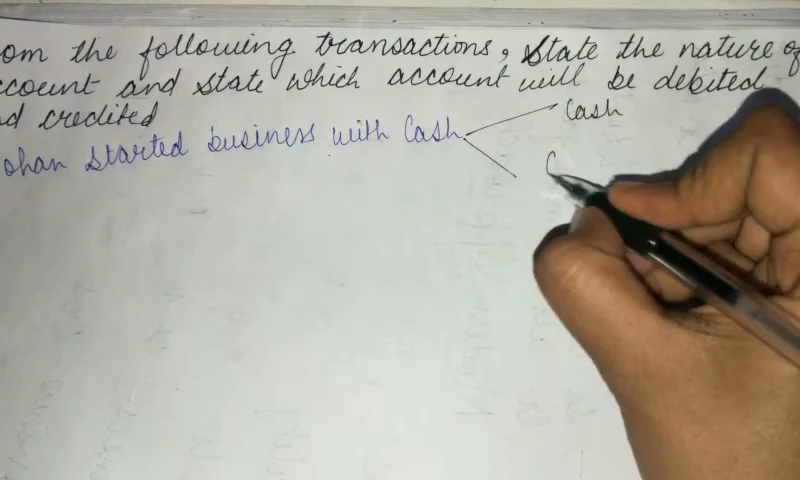 om the following transactions, State the nature of
ccount and state which account will be debited
nd credited
Cash
ohan started business with Cash
C